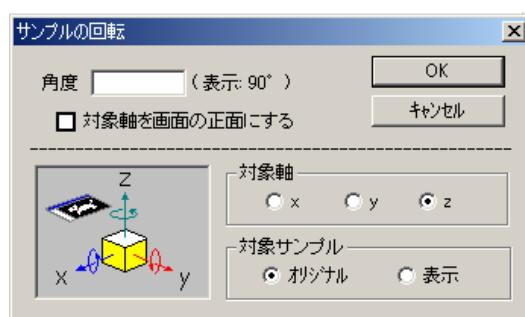 サンプルの回転
角度 (表示: 90°)
OK
対象軸を画面の正面にする
キャンセル
Z
X
y
対象軸
x y z
対象サンプル
オリジナル 表示